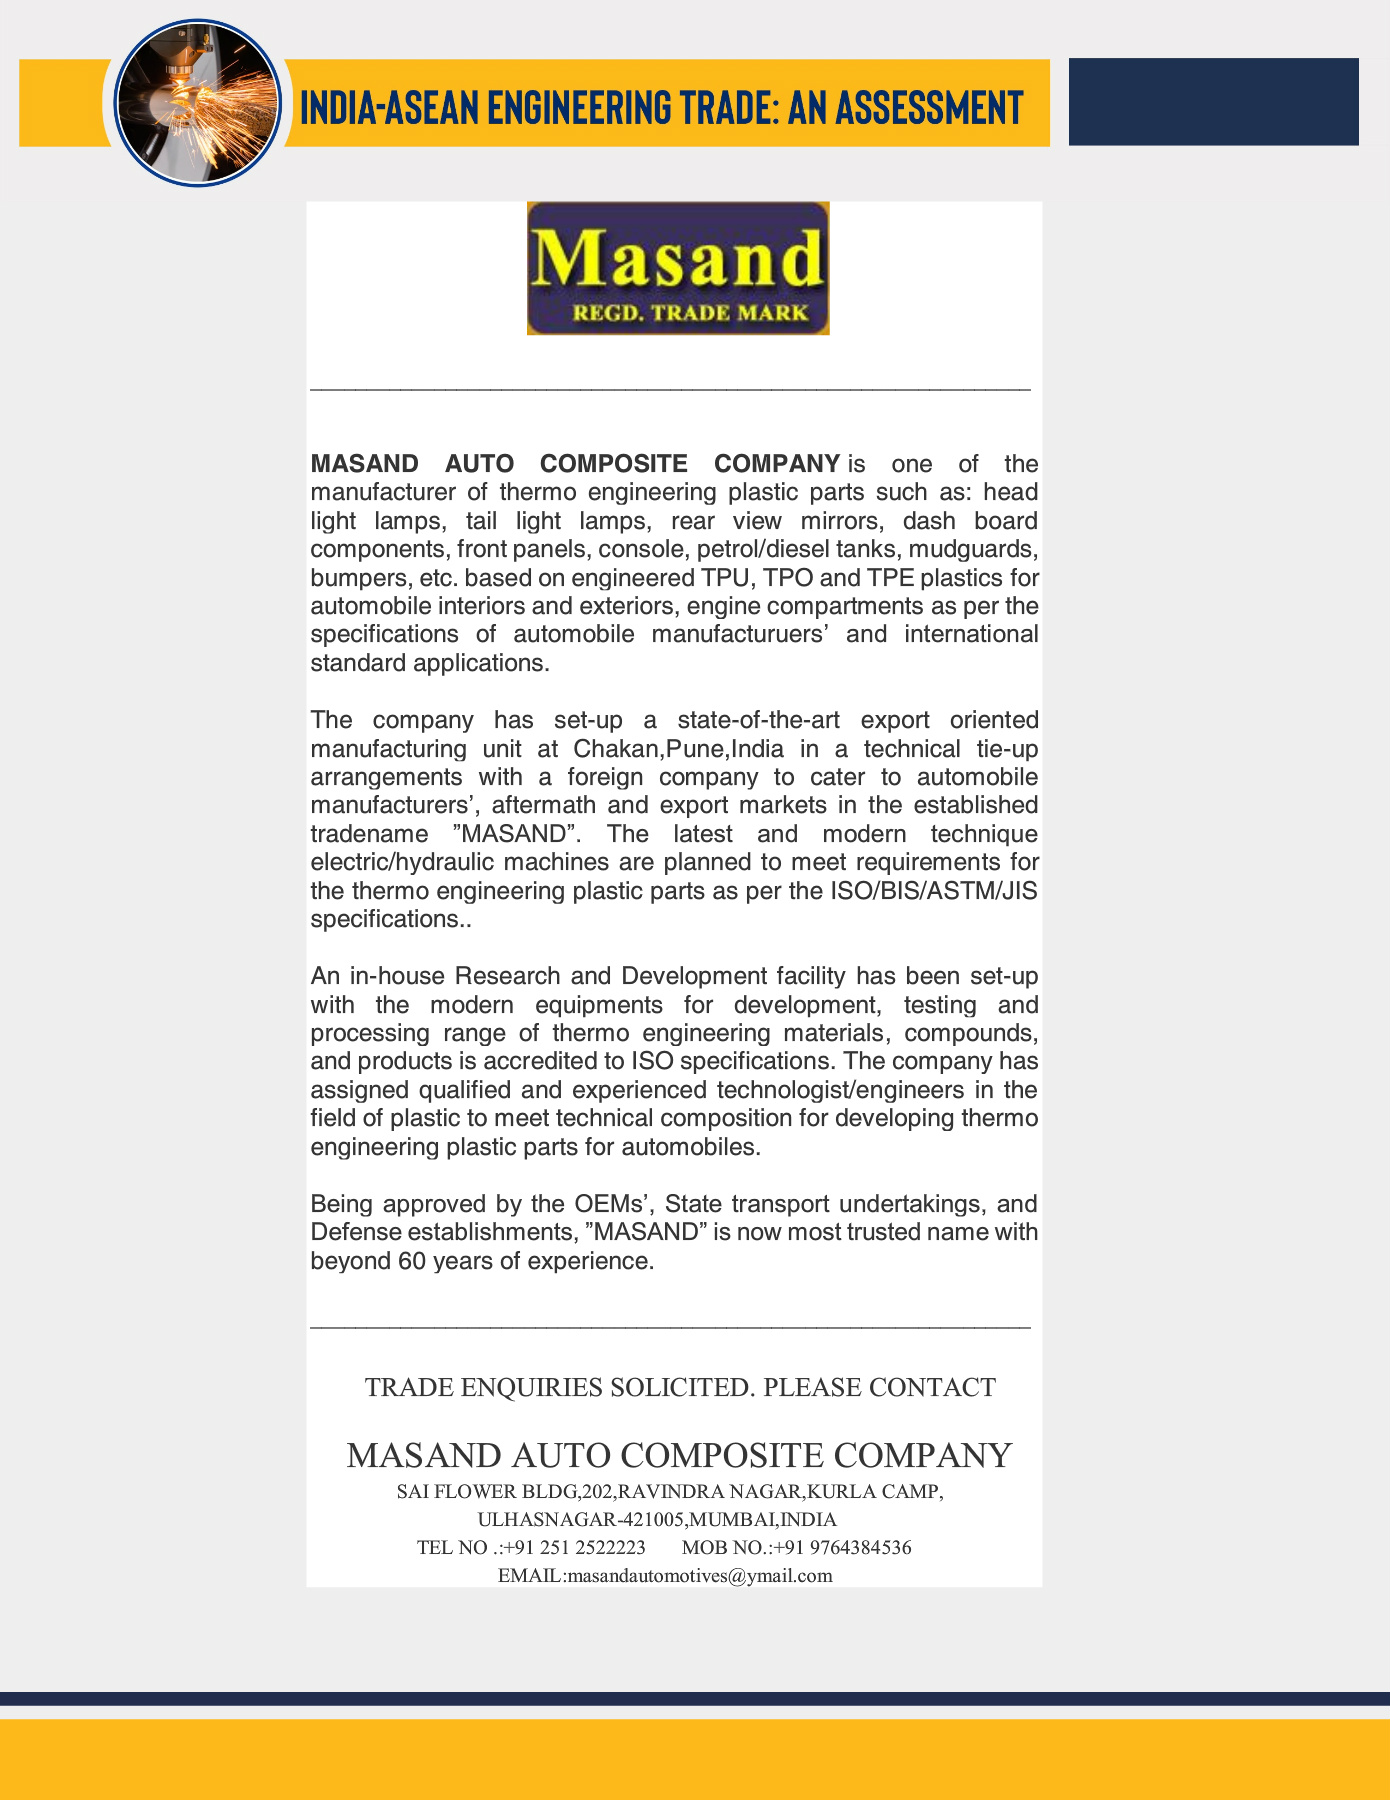 INDIA-ASEAN ENGINEERING TRADE: AN ASSESSMENT
Masand
REGD. TRADE MARK
MASAND AUTO COMPOSITE COMPANY is one of the
manufacturer of thermo engineering plastic parts such as: head
light lamps, tail light lamps, rear view mirrors, dash board
components, front panels, console, petrol/diesel tanks, mudguards,
bumpers, etc. based on engineered TPU, TPO and TPE plastics for
automobile interiors and exteriors, engine compartments as per the
specifications of automobile manufacturuers’ and international
standard applications.
The company has set-up a state-of-the-art export oriented
manufacturing unit at Chakan,Pune,India in a technical tie-up
arrangements with a foreign company to cater to automobile
manufacturers’, aftermath and export markets in the established
tradename ”MASAND”. The latest and modern technique
electric/hydraulic machines are planned to meet requirements for
the thermo engineering plastic parts as per the ISO/BIS/ASTM/JIS
specifications..
An in-house Research and Development facility has been set-up
with the modern equipments for development, testing and
processing range of thermo engineering materials, compounds,
and products is accredited to ISO specifications. The company has
assigned qualified and experienced technologist/engineers in the
field of plastic to meet technical composition for developing thermo
engineering plastic parts for automobiles.
Being approved by the OEMs’, State transport undertakings, and
Defense establishments, ”MASAND” is now most trusted name with
beyond 60 years of experience.
TRADE ENQUIRIES SOLICITED. PLEASE CONTACT
MASAND AUTO COMPOSITE COMPANY
SAI FLOWER BLDG,202,RAVINDRA NAGAR,KURLA CAMP,
ULHASNAGAR-421005,MUMBAI,INDIA
TEL NO .:+91 251 2522223 MOB NO.:+91 9764384536
EMAIL:masandautomotives@ymail.com